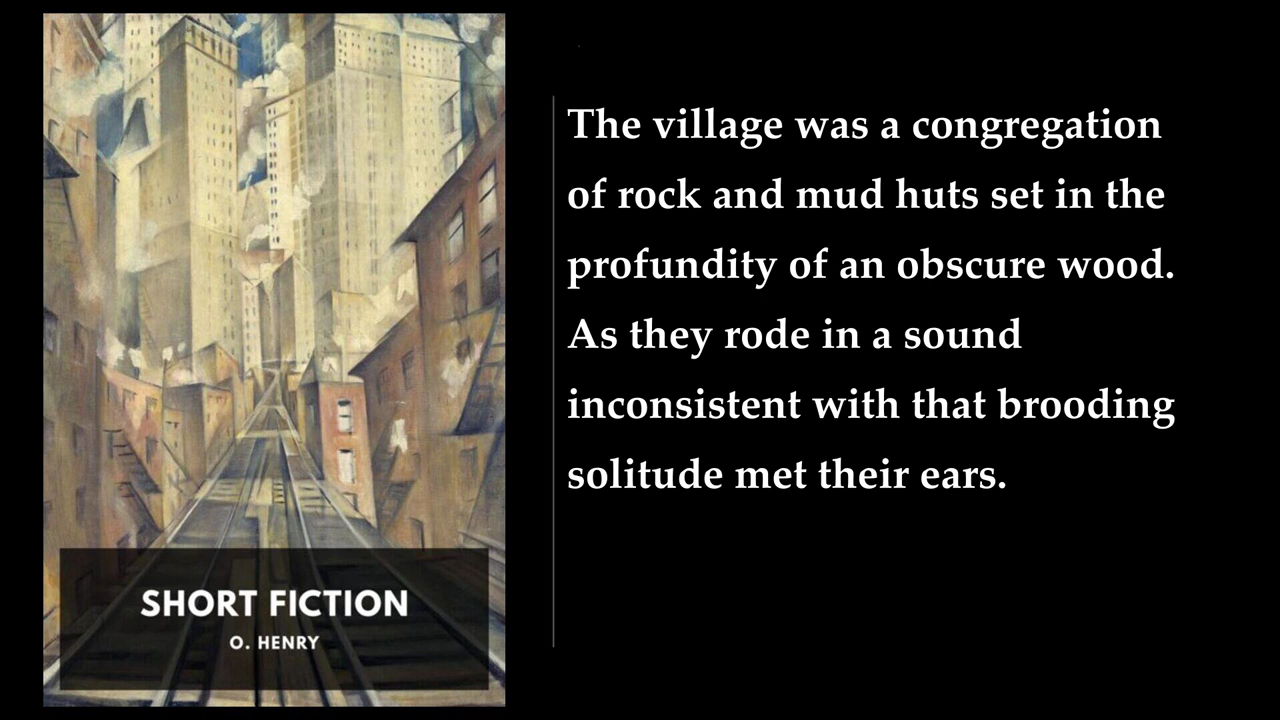 The village was a congregation
of rock and mud huts set in the
profundity of an obscure wood.
As they rode in a sound
inconsistent with that brooding
solitude met their ears.
SHORT FICTION
O. HENRY